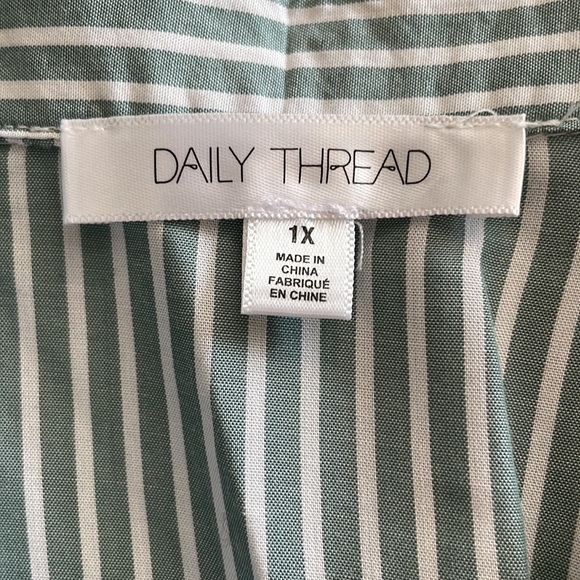 DAILY THREAD
1X
MADE IN
CHINA
FABRIQUÉ
EN CHINE